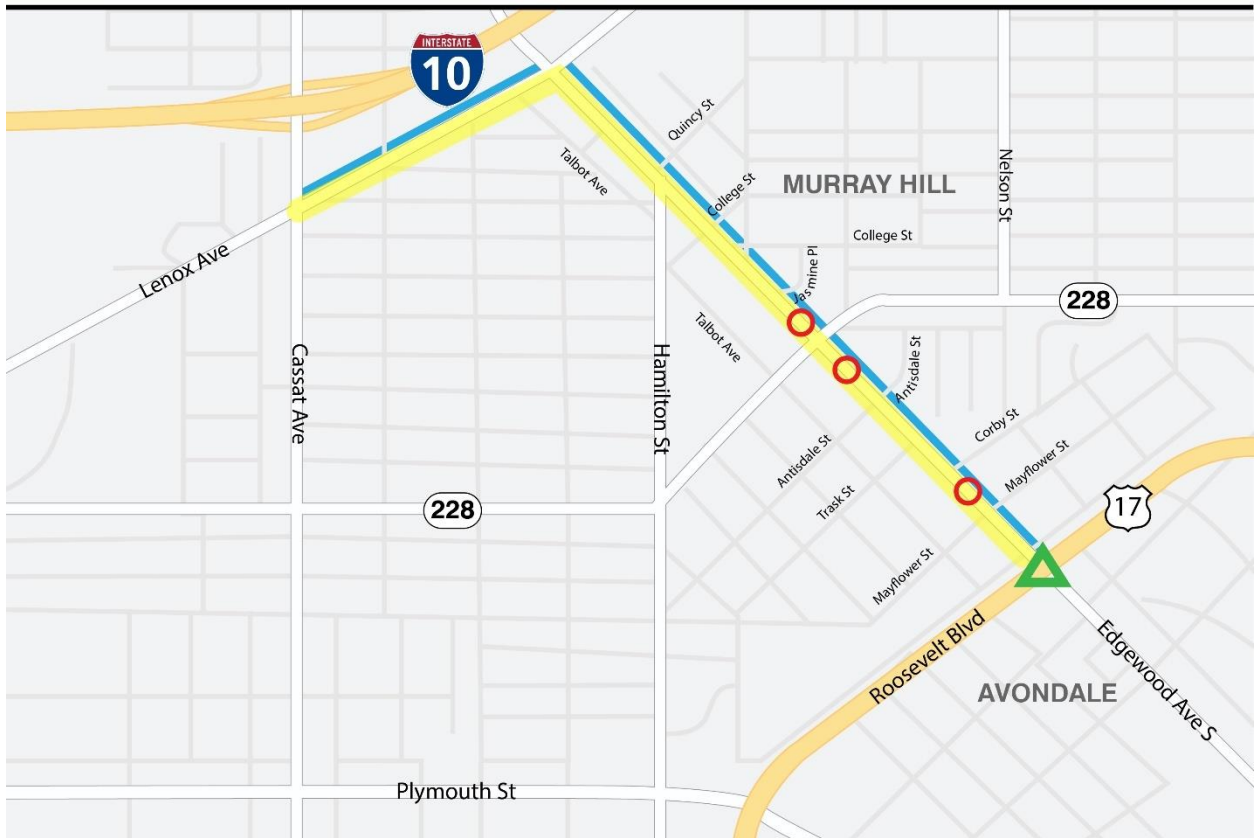 INTERSTATE
10
Quincy St
Talbot Ave
Nelson St
MURRAY HILL
College St
College St
Lenox Ave
Jasmine Pl
228
Talbot Ave
Cassat Ave
Hamilton St
Antisdale St
Corby St
Antisdale St
Mayflower St
Trask St
228
17
Mayflower St
Roosevelt Blvd
Edgewood Ave S
AVONDALE
Plymouth St